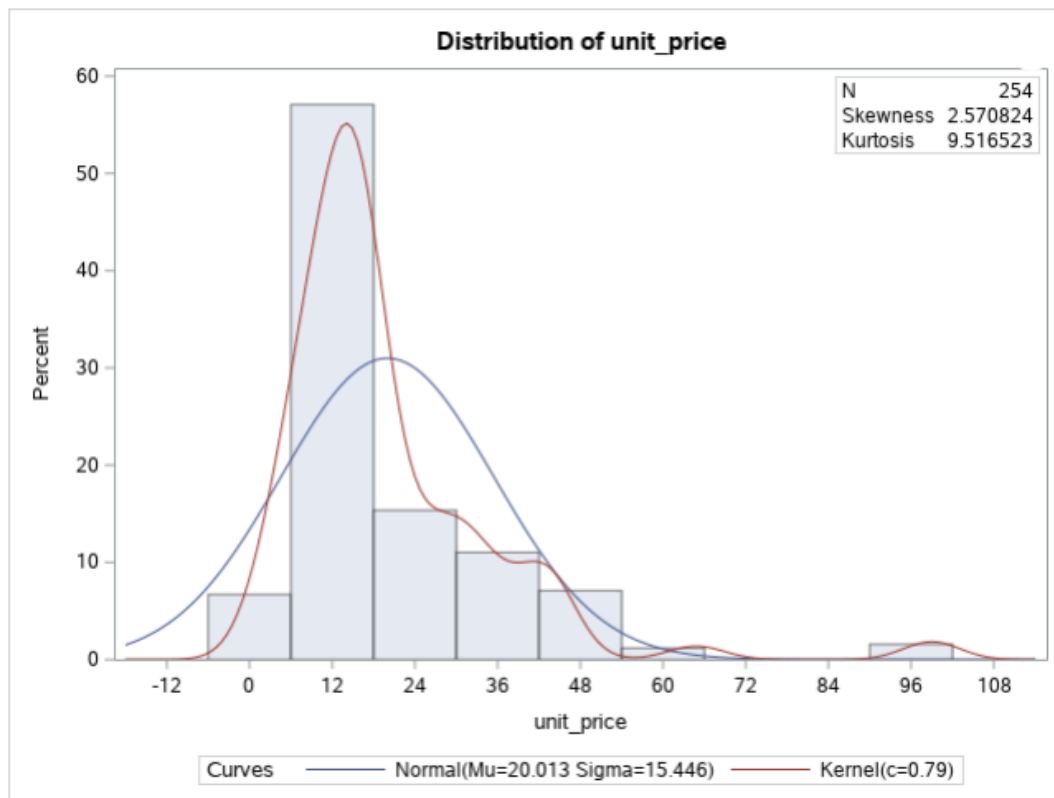 Distribution of unit_price
60
N 254
Skewness 2.570824
Kurtosis 9.516523
50
40
Percent
30
20
10
0
-12 0 12 24 36 48 60 72 84 96 108
unit_price
Curves Normal(Mu=20.013 Sigma=15.446) Kernel(c=0.79)